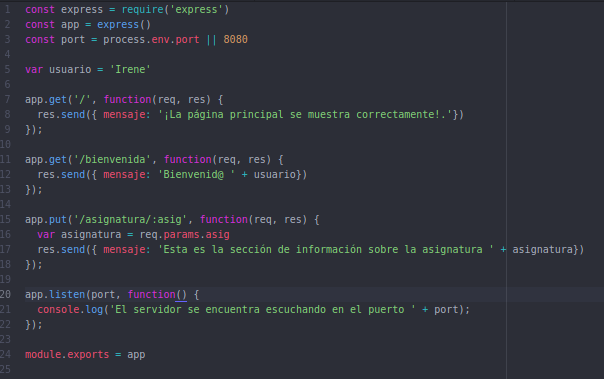 1 const express = require('express')
2 const app = express()
3 const port = process.env.port || 8080
4
5 var usuario = 'Irene'
6
7 app.get('/', function(req, res) {
8   res.send({ mensaje: '¡La página principal se muestra correctamente!.'})
9 });
10
11 app.get('/bienvenida', function(req, res) {
12   res.send({ mensaje: 'Bienvenid@ ' + usuario})
13 });
14
15 app.put('/asignatura/:asig', function(req, res) {
16   var asignatura = req.params.asig
17   res.send({ mensaje: 'Esta es la sección de información sobre la asignatura ' + asignatura})
18 });
19
20 app.listen(port, function() {
21   console.log('El servidor se encuentra escuchando en el puerto ' + port);
22 });
23
24 module.exports = app
25